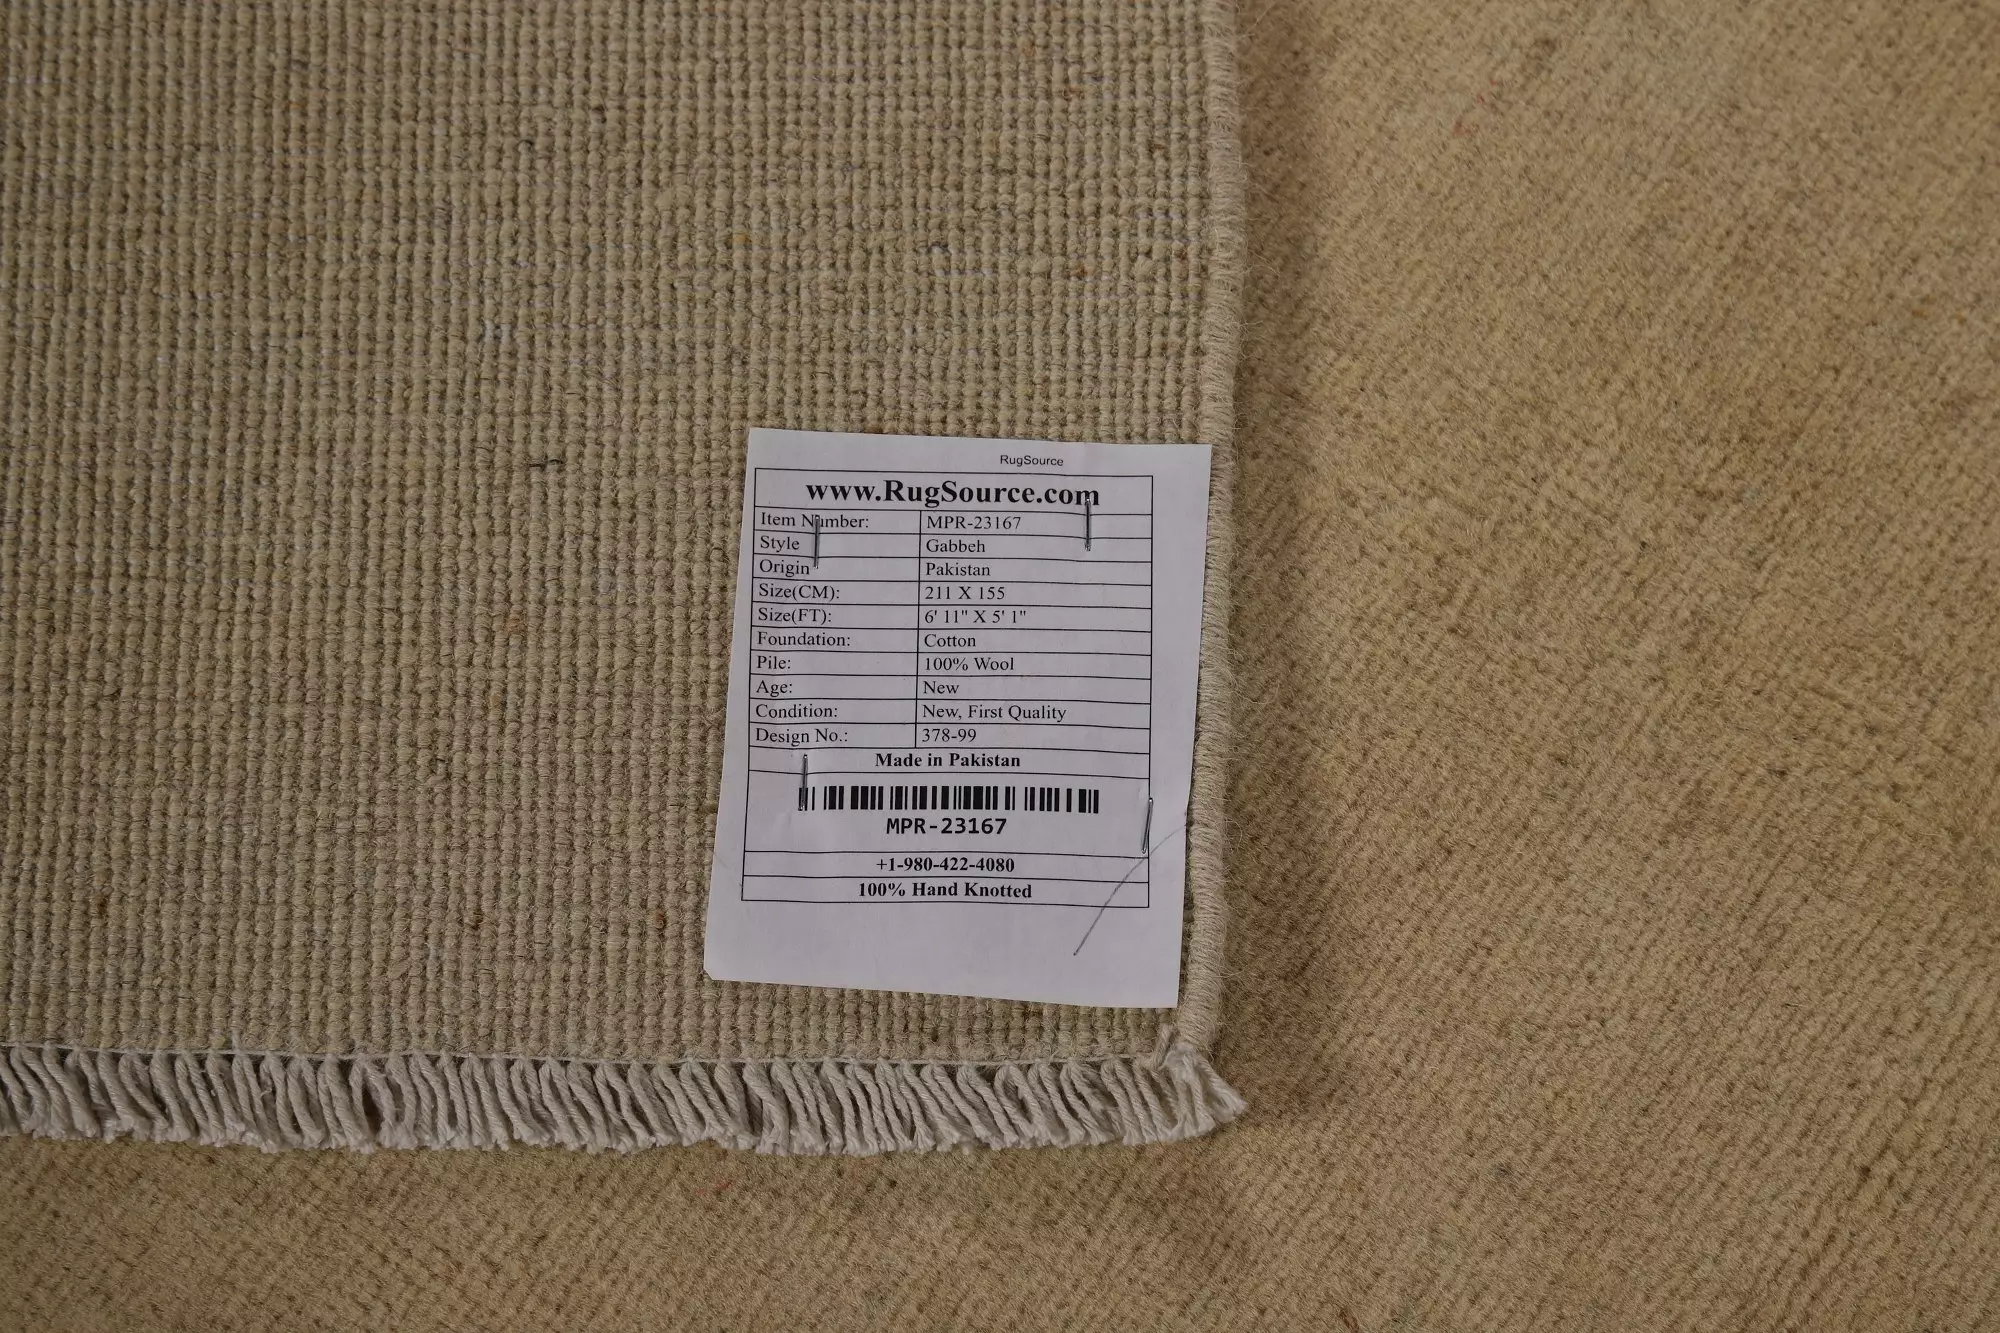 RugSource
www.RugSource.com
Item Number: MPR-23167
Style Gabbeh
Origin Pakistan
Size(CM): 211 X 155
Size(FT): 6' 11" X 5' 1"
Foundation: Cotton
Pile: 100% Wool
Age: New
Condition: New, First Quality
Design No.: 378-99
Made in Pakistan
MPR-23167
+1-980-422-4080
100% Hand Knotted